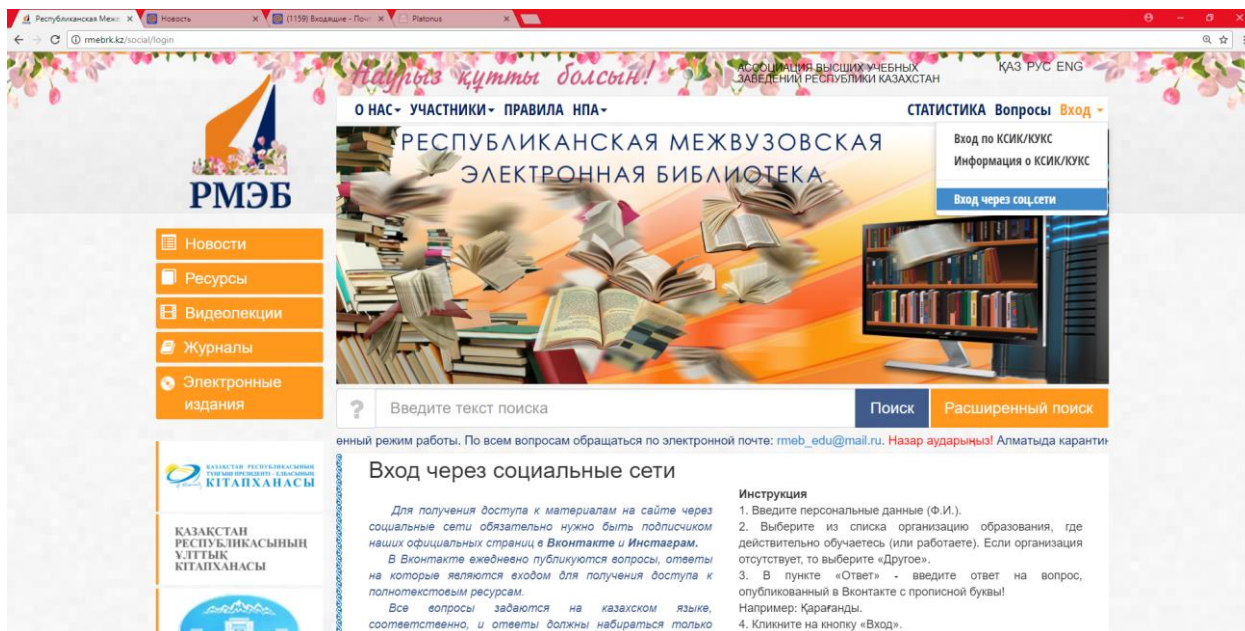 Республиканская Меж
Новость
(1159) Входящие - Поч
Platonus
rmebrk.kz/social/login
Наурыз құтты болсын!
АССОЦИАЦИЯ ВЫСШИХ УЧЕБНЫХ
ЗАВЕДЕНИЙ РЕСПУБЛИКИ КАЗАХСТАН
ҚАЗ РУС ENG
О НАС УЧАСТНИКИ ПРАВИЛА НПА
СТАТИСТИКА Вопросы Вход
Вход по КСИК/КУКС
Информация о КСИК/КУКС
Вход через соц.сети
РЕСПУБЛИКАНСКАЯ МЕЖВУЗОВСКАЯ
ЭЛЕКТРОННАЯ БИБЛИОТЕКА
РМЭБ
Новости
Ресурсы
Видеолекции
Журналы
Электронные
издания
? Введите текст поиска
Поиск
Расширенный поиск
енный режим работы. По всем вопросам обращаться по электронной почте: rmeb_edu@mail.ru. Назар аударыңыз! Алматыда карантин
ҚАЗАҚСТАН РЕСПУБЛИКАСЫНЫҢ
ТҰҢҒЫШ ПРЕЗИДЕНТІ - ЕЛБАСЫНЫҢ
КІТАПХАНАСЫ
ҚАЗАҚСТАН
РЕСПУБЛИКАСЫНЫҢ
ҰЛТТЫҚ
КІТАПХАНАСЫ
Вход через социальные сети
Для получения доступа к материалам на сайте через
социальные сети обязательно нужно быть подписчиком
наших официальных страниц в Вконтакте и Инстаграм.
В Вконтакте ежедневно публикуются вопросы, ответы
на которые являются входом для получения доступа к
полнотекстовым ресурсам.
Все вопросы задаются на казахском языке,
соответственно, и ответы должны набираться только
Инструкция
1. Введите персональные данные (Ф.И.).
2. Выберите из списка организацию образования, где
действительно обучаетесь (или работаете). Если организация
отсутствует, то выберите «Другое».
3. В пункте «Ответ» - введите ответ на вопрос,
опубликованный в Вконтакте с прописной буквы!
Например: Қарағанды.
4. Кликните на кнопку «Вход».